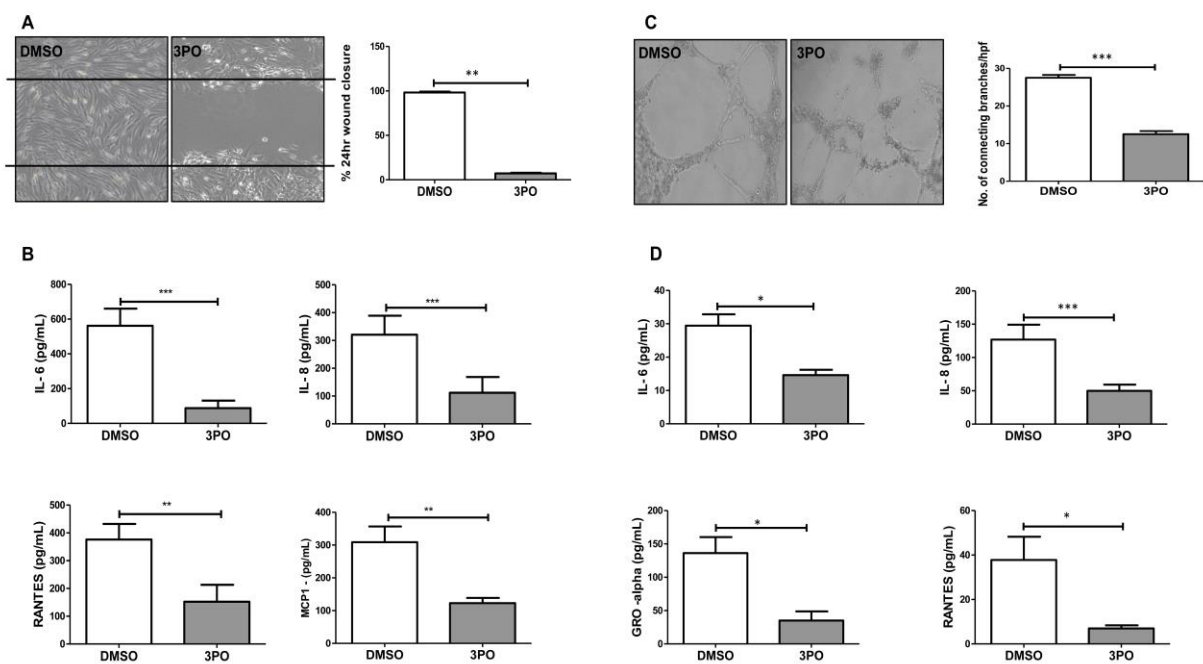 A
DMSO
3PO
% 24hr wound closure
150
100
50
0
**
DMSO
3PO
C
DMSO
3PO
No. of connecting branches/hpf
30
20
10
0
***
DMSO
3PO
B
IL- 6 (pg/mL)
800
600
400
200
0
***
DMSO
3PO
IL- 8 (pg/mL)
500
400
300
200
100
0
***
DMSO
3PO
D
IL- 6 (pg/mL)
40
30
20
10
0
*
DMSO
3PO
IL- 8 (pg/mL)
200
150
100
50
0
***
DMSO
3PO
RANTES (pg/mL)
500
400
300
200
100
0
**
DMSO
3PO
MCP1 - (pg/mL)
400
300
200
100
0
**
DMSO
3PO
GRO -alpha (pg/mL)
200
150
100
50
0
*
DMSO
3PO
RANTES (pg/mL)
60
40
20
0
*
DMSO
3PO